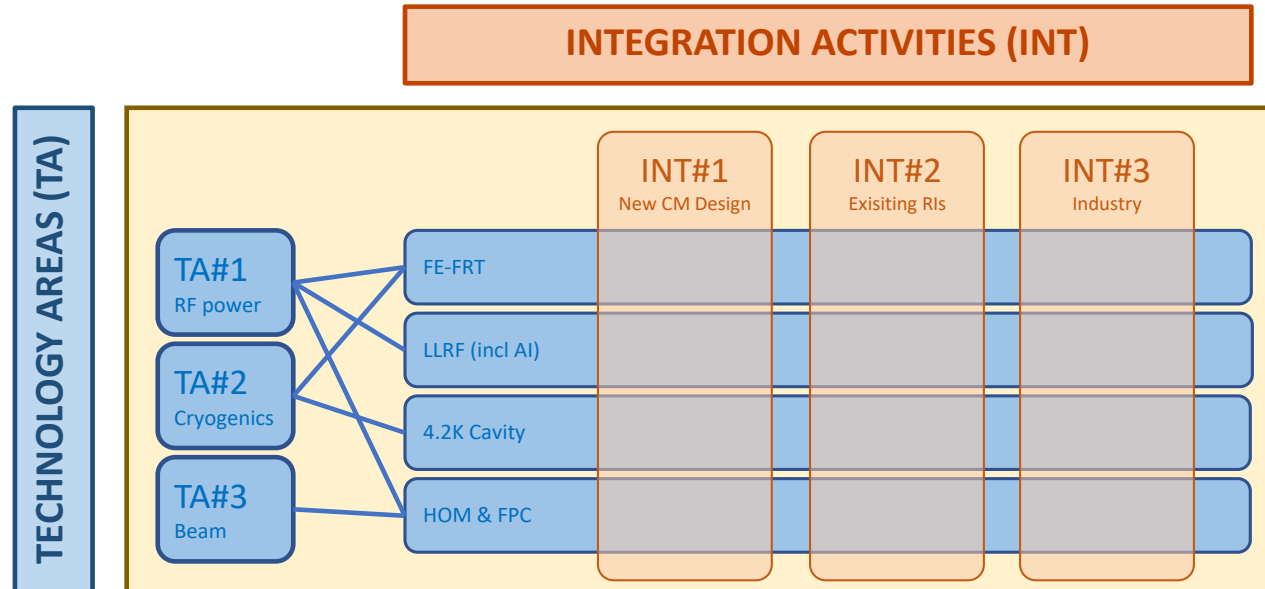 INTEGRATION ACTIVITIES (INT)
TECHNOLOGY AREAS (TA)
INT#1
New CM Design
INT#2
Exisiting RIs
INT#3
Industry
TA#1
RF power
TA#2
Cryogenics
TA#3
Beam
FE-FRT
LLRF (incl AI)
4.2K Cavity
HOM & FPC